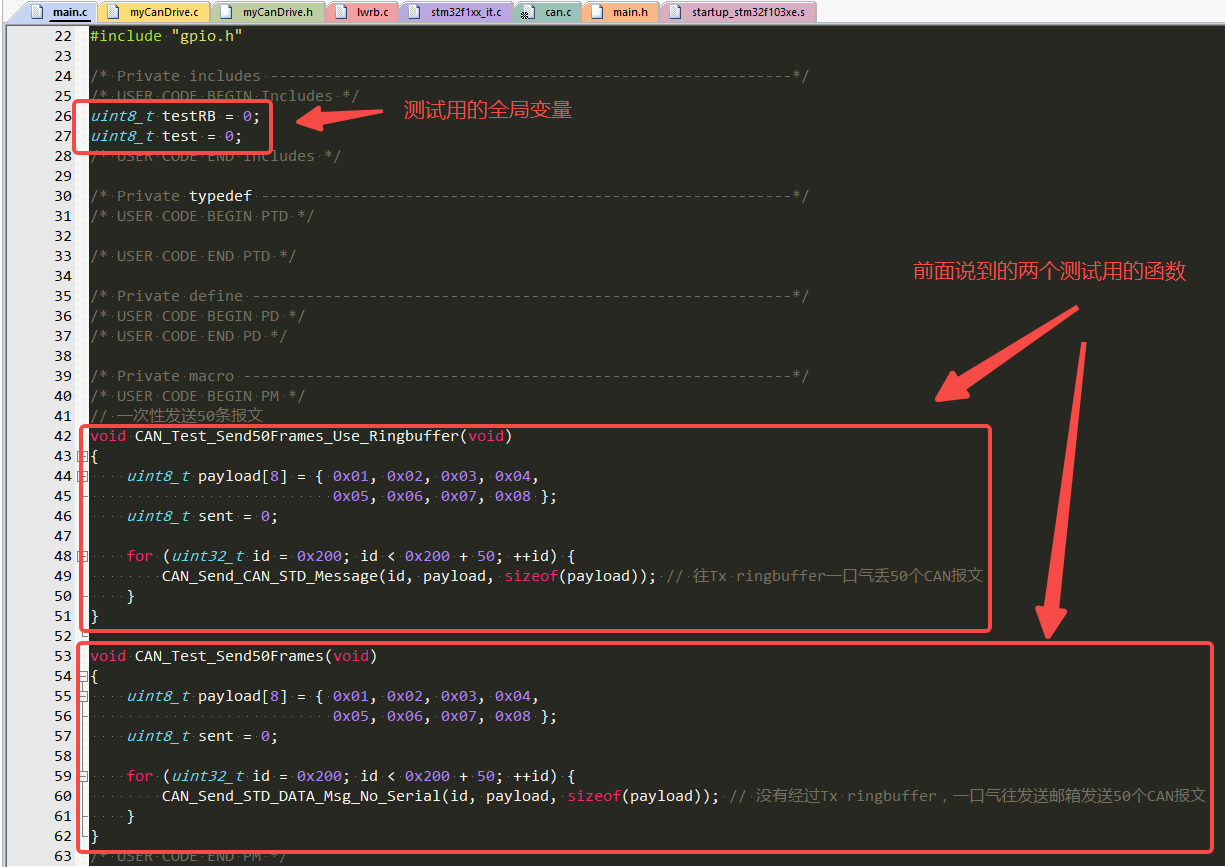 main.c myCanDrive.c myCanDrive.h lwrb.c stm32f1xx_it.c can.c main.h startup_stm32f103xe.s
22 #include "gpio.h"
23
24 /* Private includes ----------------------------------------------------------*/
25 /* USER CODE BEGIN Includes */
测试用的全局变量
26 uint8_t testRB = 0;
27 uint8_t test = 0;
28 /* USER CODE END Includes */
29
30 /* Private typedef -----------------------------------------------------------*/
31 /* USER CODE BEGIN PTD */
32
33 /* USER CODE END PTD */
前面说到的两个测试用的函数
34
35 /* Private define ------------------------------------------------------------*/
36 /* USER CODE BEGIN PD */
37 /* USER CODE END PD */
38
39 /* Private macro -------------------------------------------------------------*/
40 /* USER CODE BEGIN PM */
41 // 一次性发送50条报文
42 void CAN_Test_Send50Frames_Use_Ringbuffer(void)
43 {
44 uint8_t payload[8] = { 0x01, 0x02, 0x03, 0x04,
45 0x05, 0x06, 0x07, 0x08 };
46 uint8_t sent = 0;
47
48 for (uint32_t id = 0x200; id < 0x200 + 50; ++id) {
49 CAN_Send_CAN_STD_Message(id, payload, sizeof(payload)); // 往Tx ringbuffer一口气丢50个CAN报文
50 }
51 }
52
53 void CAN_Test_Send50Frames(void)
54 {
55 uint8_t payload[8] = { 0x01, 0x02, 0x03, 0x04,
56 0x05, 0x06, 0x07, 0x08 };
57 uint8_t sent = 0;
58
59 for (uint32_t id = 0x200; id < 0x200 + 50; ++id) {
60 CAN_Send_STD_DATA_Msg_No_Serial(id, payload, sizeof(payload)); // 没有经过Tx ringbuffer，一口气往发送邮箱发送50个CAN报文
61 }
62 }
63 /* USER CODE END PM */